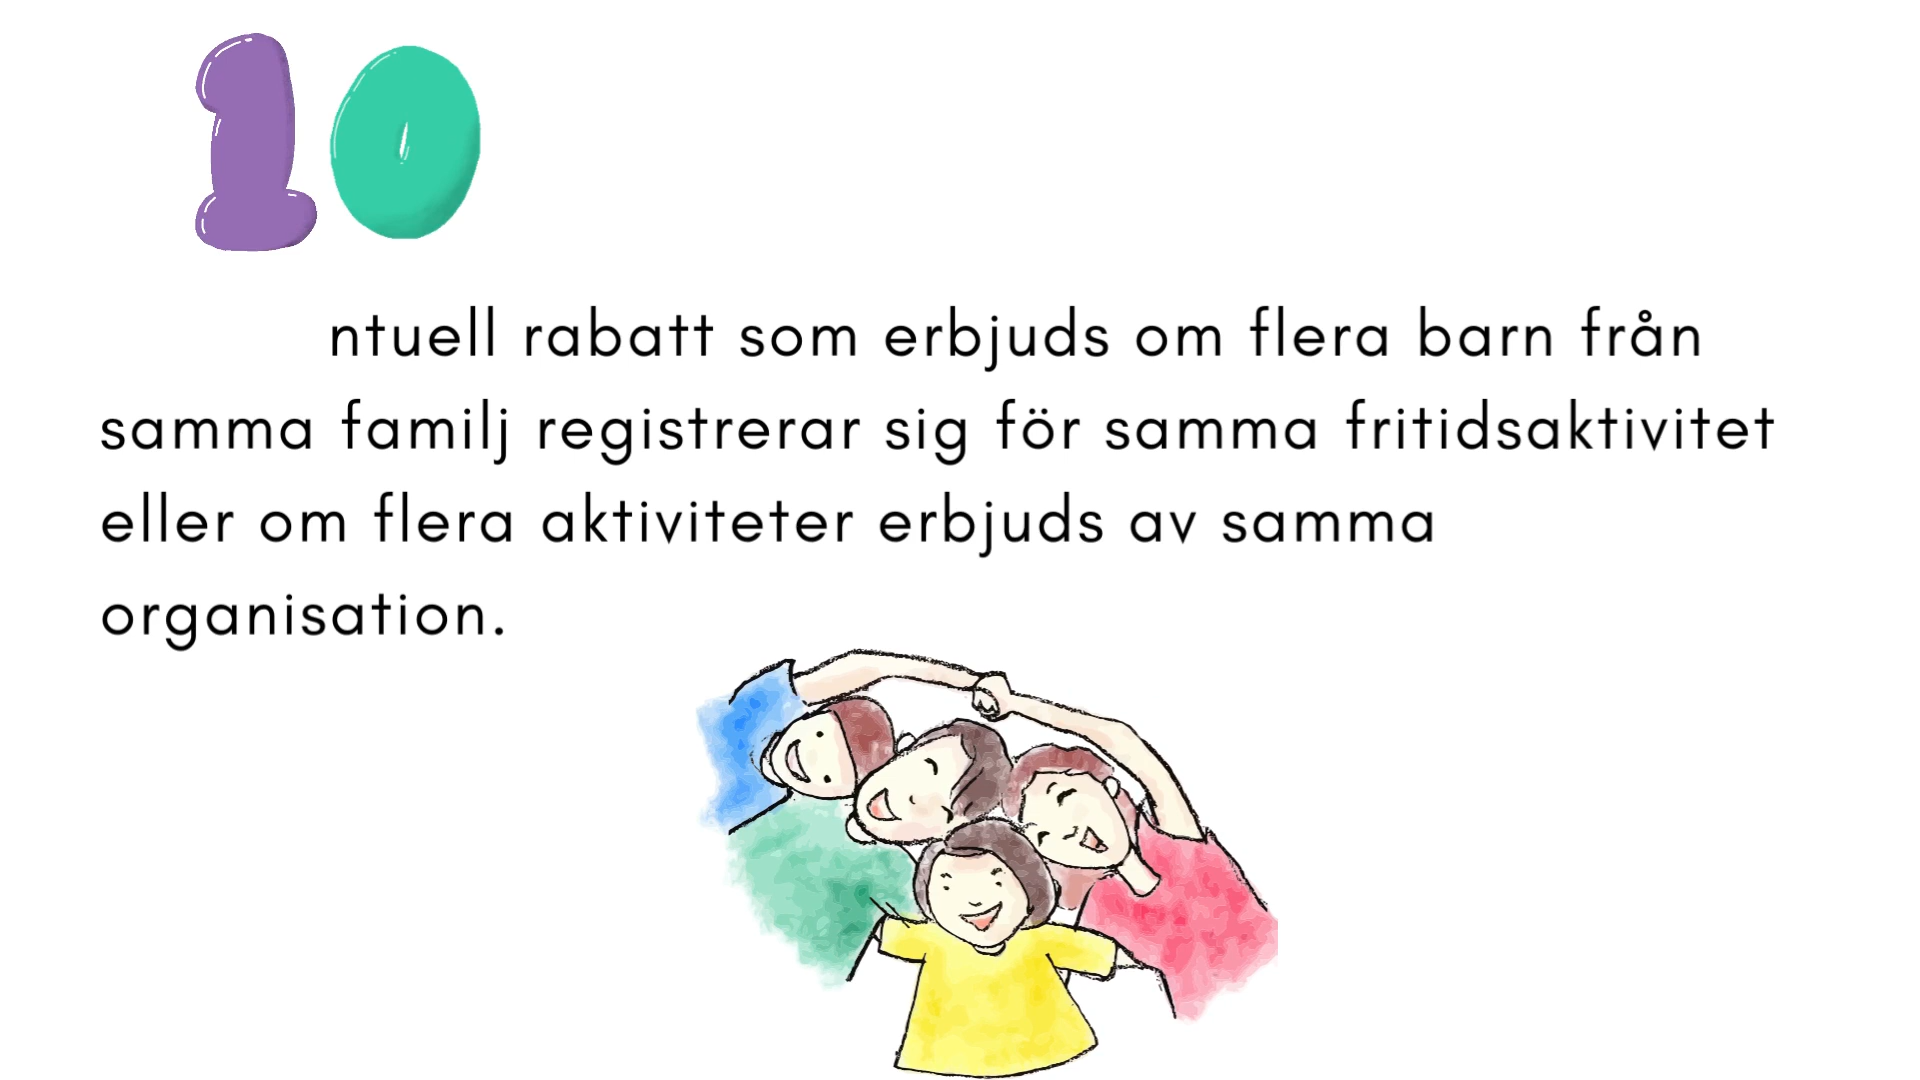 10
ntuell rabatt som erbjuds om flera barn från
samma familj registrerar sig för samma fritidsaktivitet
eller om flera aktiviteter erbjuds av samma
organisation.